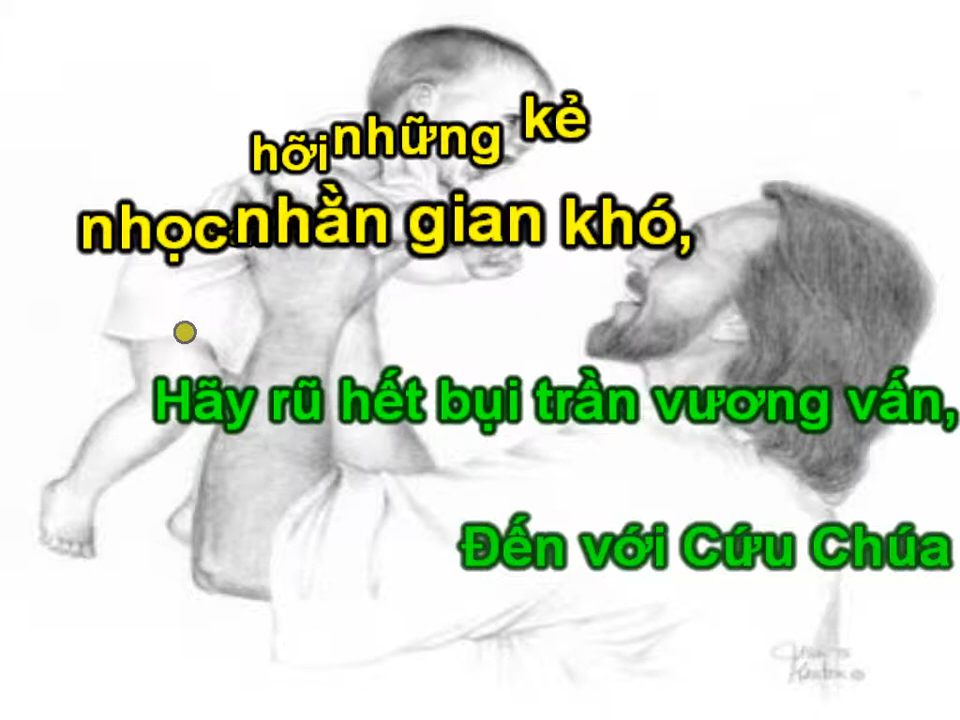 hỡi những kẻ
nhọc nhằn gian khó,
Hãy rũ hết bụi trần vương vấn,
Đến với Cứu Chúa